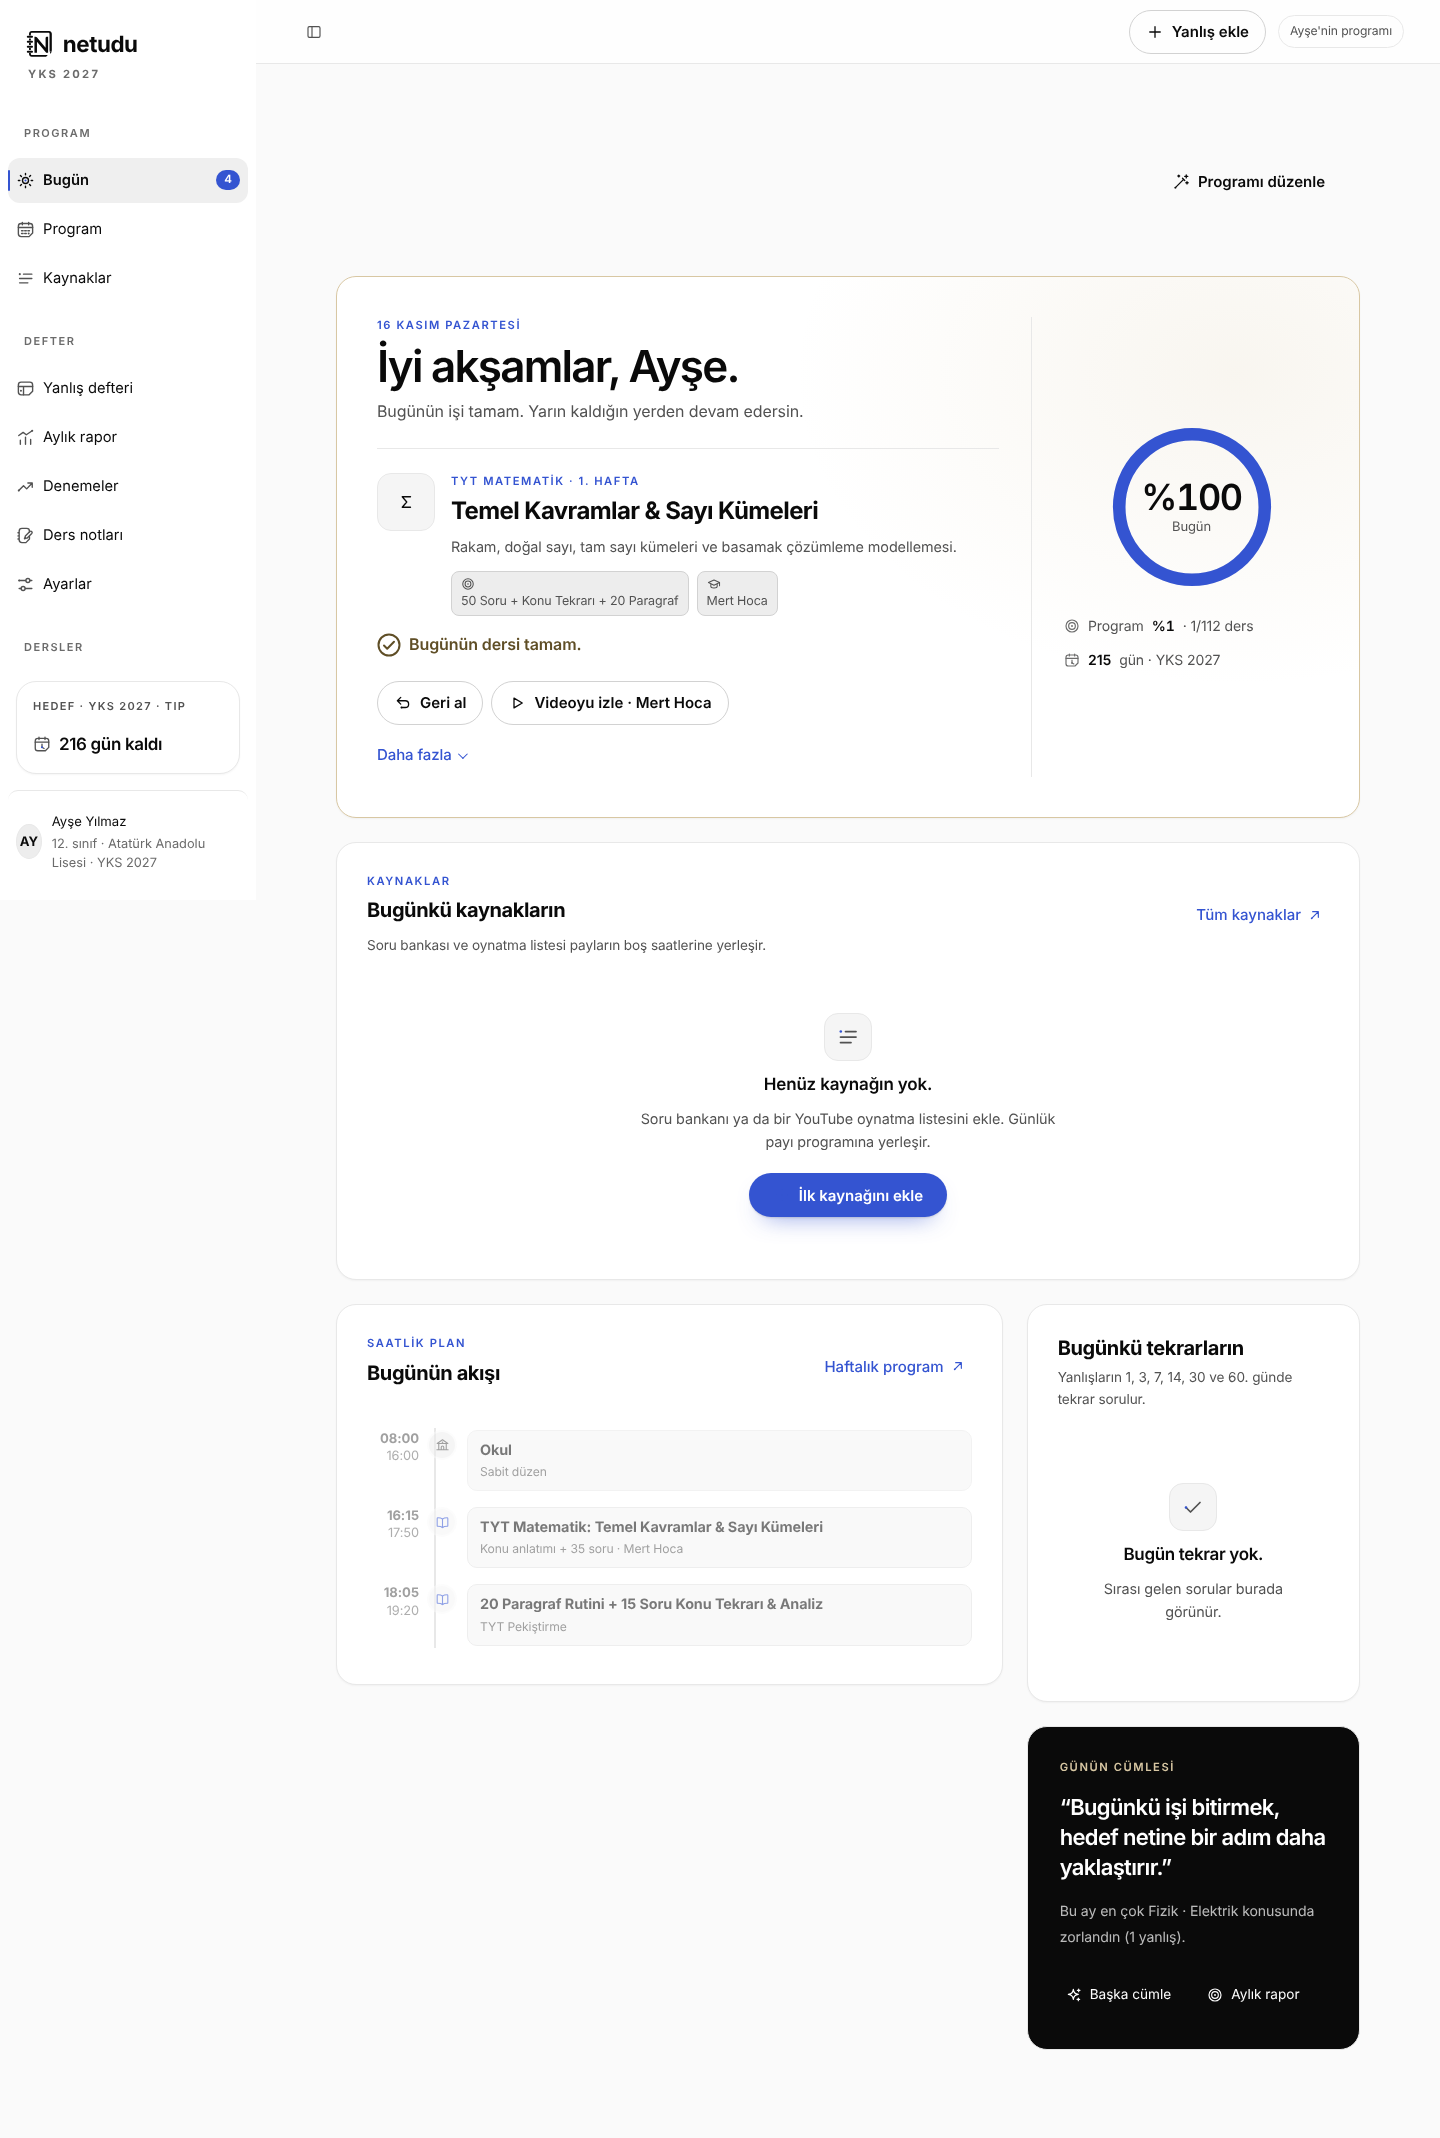 netudu
YKS 2027
PROGRAM
Bugün
4
Program
Kaynaklar
DEFTER
Yanlış defteri
Aylık rapor
Denemeler
Ders notları
Ayarlar
DERSLER
HEDEF · YKS 2027 · TIP
216 gün kaldı
AY
Ayşe Yılmaz
12. sınıf · Atatürk Anadolu
Lisesi · YKS 2027
Yanlış ekle
Ayşe'nin programı
Programı düzenle
16 KASIM PAZARTESİ
İyi akşamlar, Ayşe.
Bugünün işi tamam. Yarın kaldığın yerden devam edersin.
Σ
TYT MATEMATİK · 1. HAFTA
Temel Kavramlar & Sayı Kümeleri
Rakam, doğal sayı, tam sayı kümeleri ve basamak çözümleme modellemesi.
50 Soru + Konu Tekrarı + 20 Paragraf
Mert Hoca
Bugünün dersi tamam.
Geri al
Videoyu izle · Mert Hoca
Daha fazla
%100
Bugün
Program %1 · 1/112 ders
215 gün · YKS 2027
KAYNAKLAR
Bugünkü kaynakların
Soru bankası ve oynatma listesi payların boş saatlerine yerleşir.
Tüm kaynaklar
Henüz kaynağın yok.
Soru bankanı ya da bir YouTube oynatma listesini ekle. Günlük
payı programına yerleşir.
İlk kaynağını ekle
SAATLİK PLAN
Bugünün akışı
Haftalık program
08:00
16:00
Okul
Sabit düzen
16:15
17:50
TYT Matematik: Temel Kavramlar & Sayı Kümeleri
Konu anlatımı + 35 soru · Mert Hoca
18:05
19:20
20 Paragraf Rutini + 15 Soru Konu Tekrarı & Analiz
TYT Pekiştirme
Bugünkü tekrarların
Yanlışların 1, 3, 7, 14, 30 ve 60. günde
tekrar sorulur.
Bugün tekrar yok.
Sırası gelen sorular burada
görünür.
GÜNÜN CÜMLESİ
“Bugünkü işi bitirmek,
hedef netine bir adım daha
yaklaştırır.”
Bu ay en çok Fizik · Elektrik konusunda
zorlandın (1 yanlış).
Başka cümle
Aylık rapor